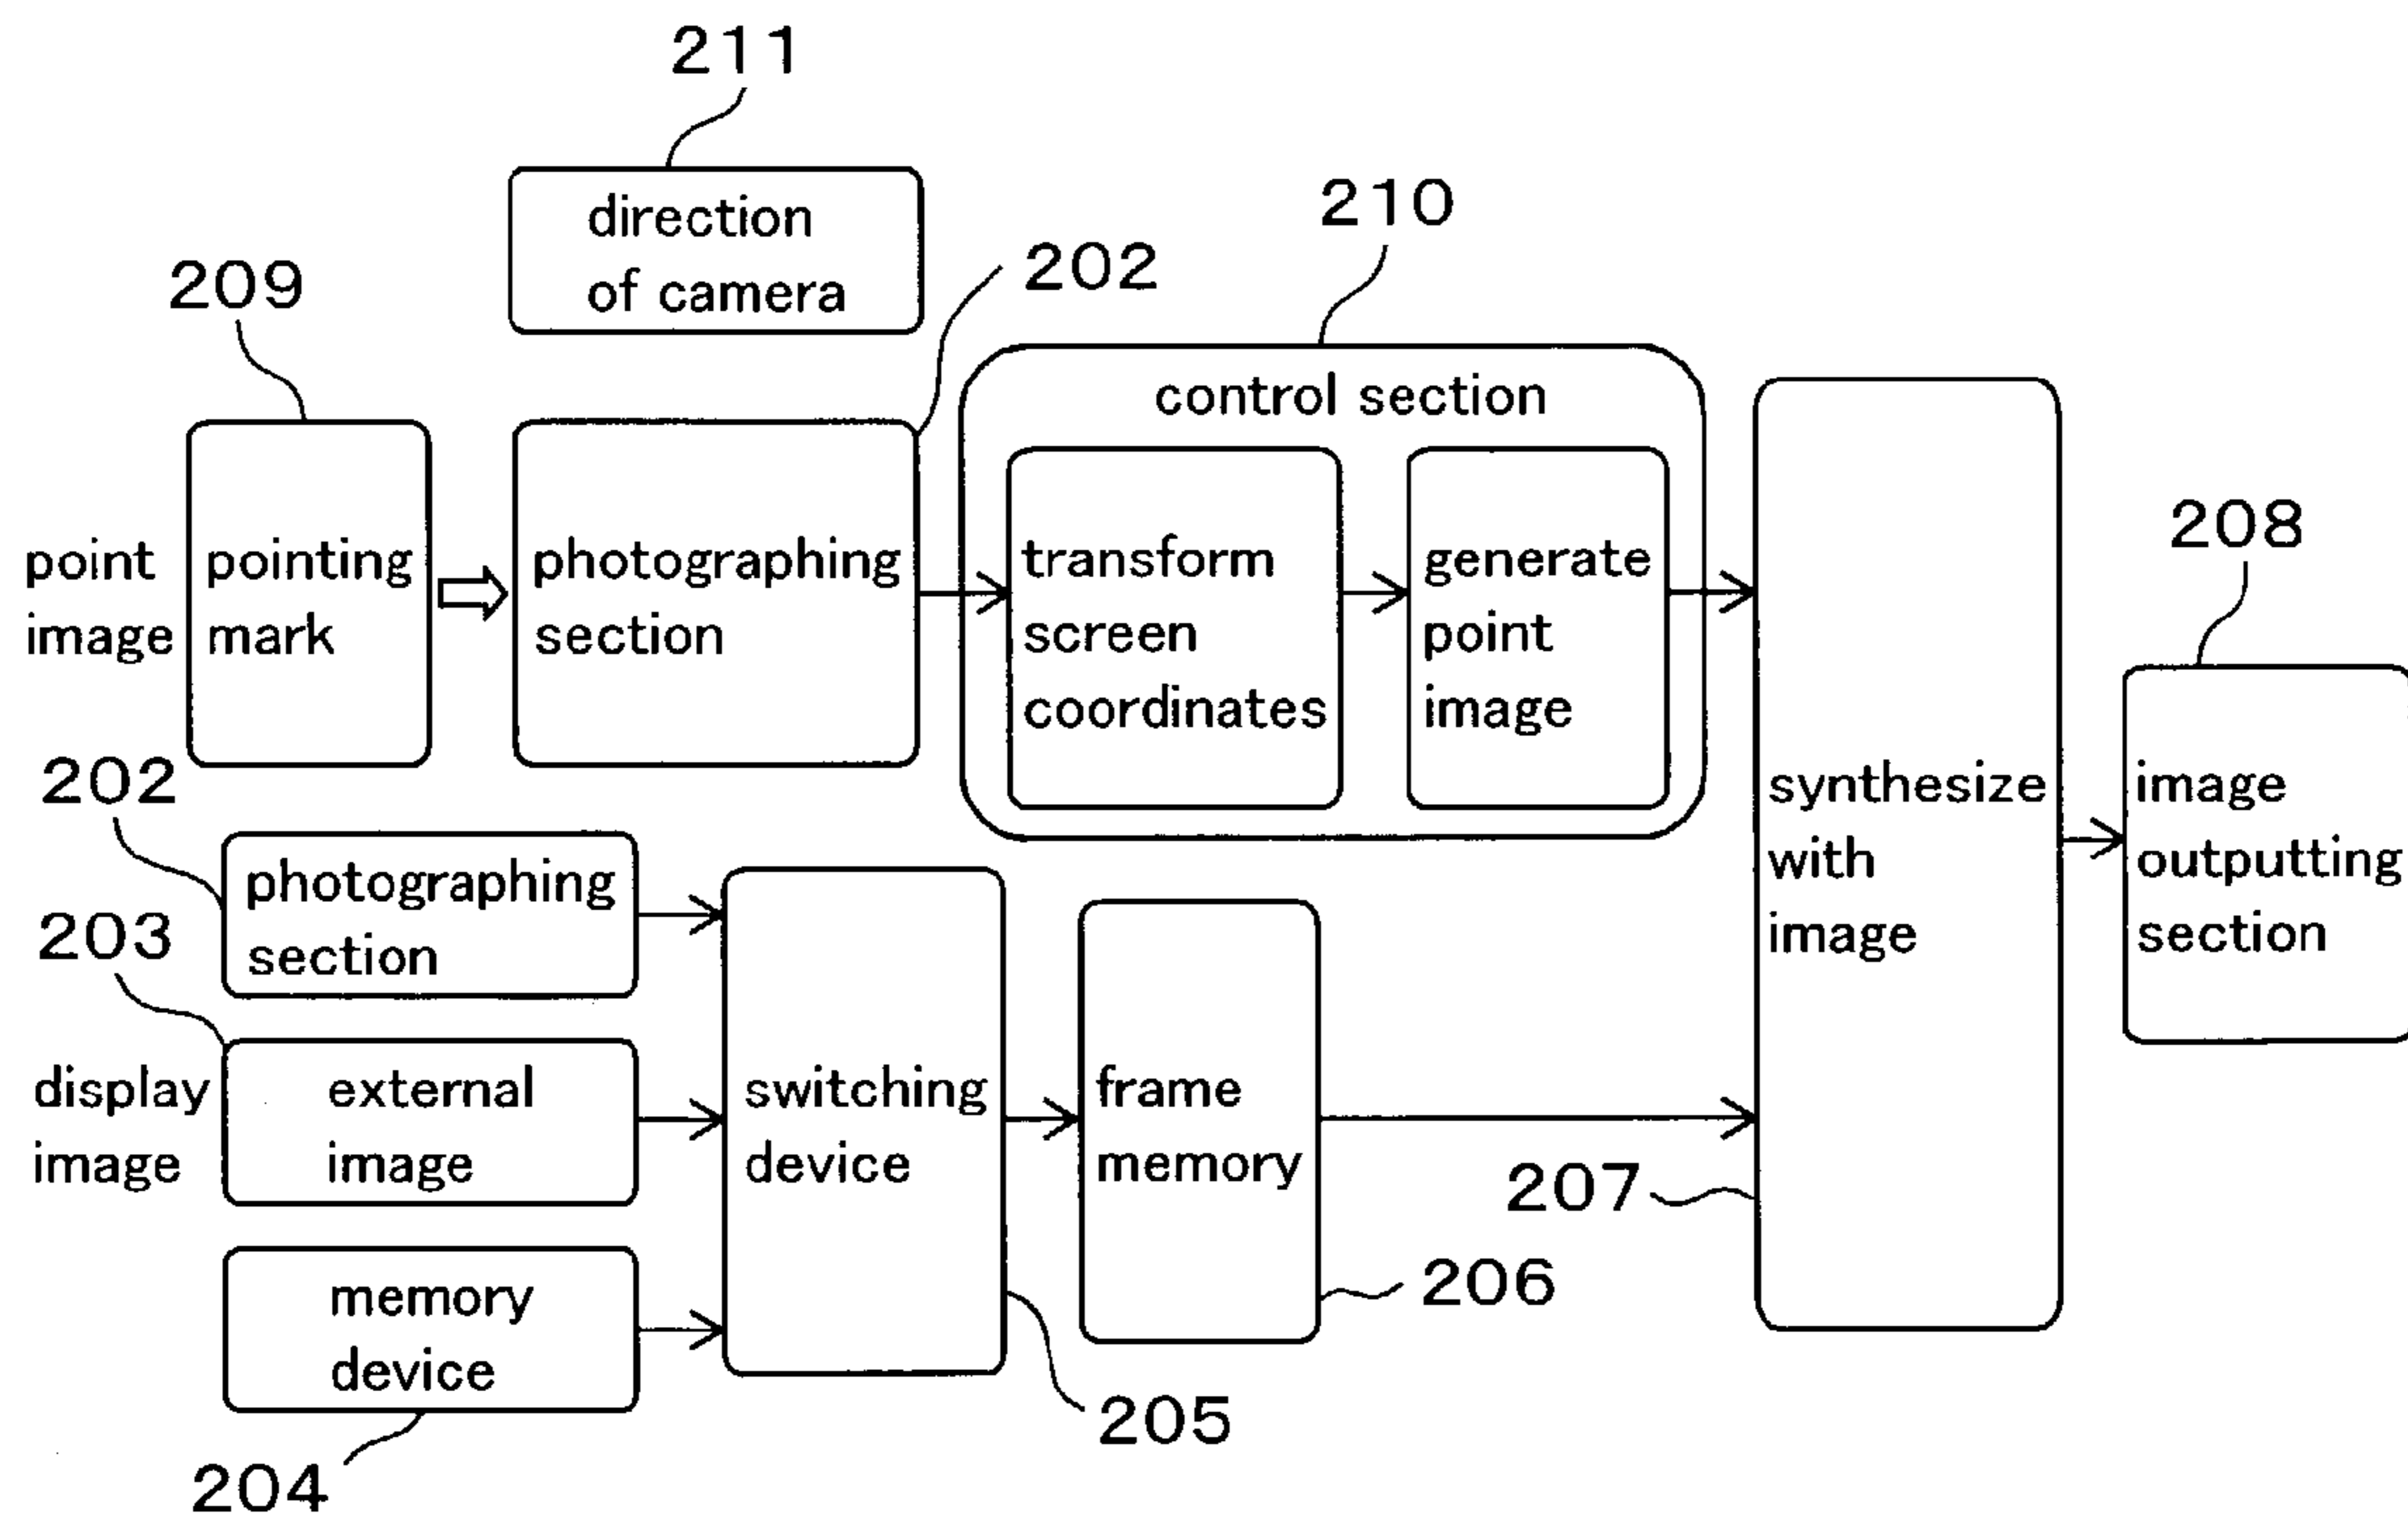 211
direction
of camera
209
202
210
control section
point
image
pointing
mark
photographing
section
transform
screen
coordinates
generate
point
image
208
202
photographing
section
203
synthesize
with
image
image
outputting
section
display
image
external
image
switching
device
frame
memory
207
206
memory
device
205
204